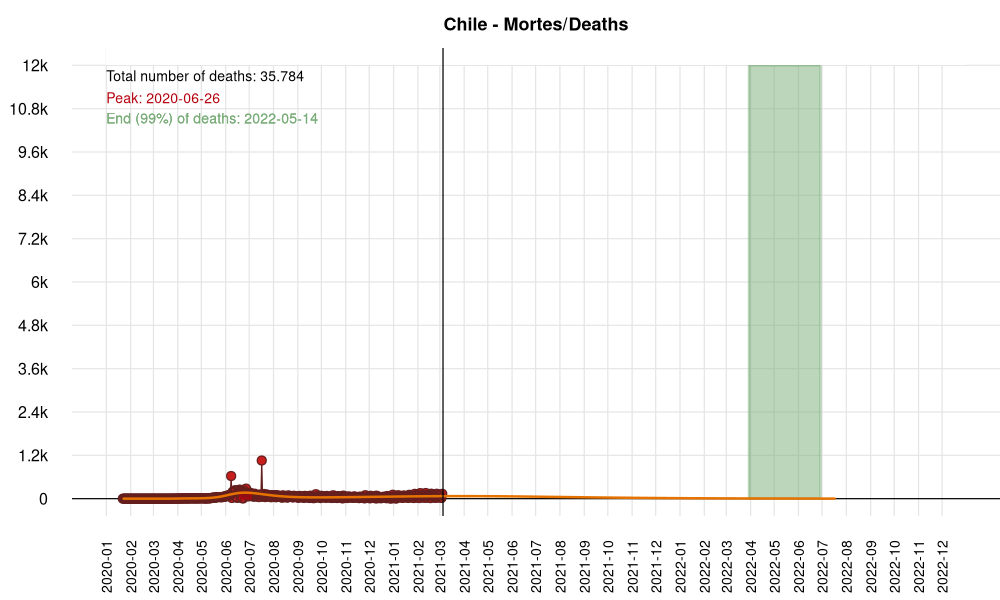 Chile - Mortes/Deaths
Total number of deaths: 35.784
Peak: 2020-06-26
End (99%) of deaths: 2022-05-14
12k
10.8k
9.6k
8.4k
7.2k
6k
4.8k
3.6k
2.4k
1.2k
0
2020-01
2020-02
2020-03
2020-04
2020-05
2020-06
2020-07
2020-08
2020-09
2020-10
2020-11
2020-12
2021-01
2021-02
2021-03
2021-04
2021-05
2021-06
2021-07
2021-08
2021-09
2021-10
2021-11
2021-12
2022-01
2022-02
2022-03
2022-04
2022-05
2022-06
2022-07
2022-08
2022-09
2022-10
2022-11
2022-12